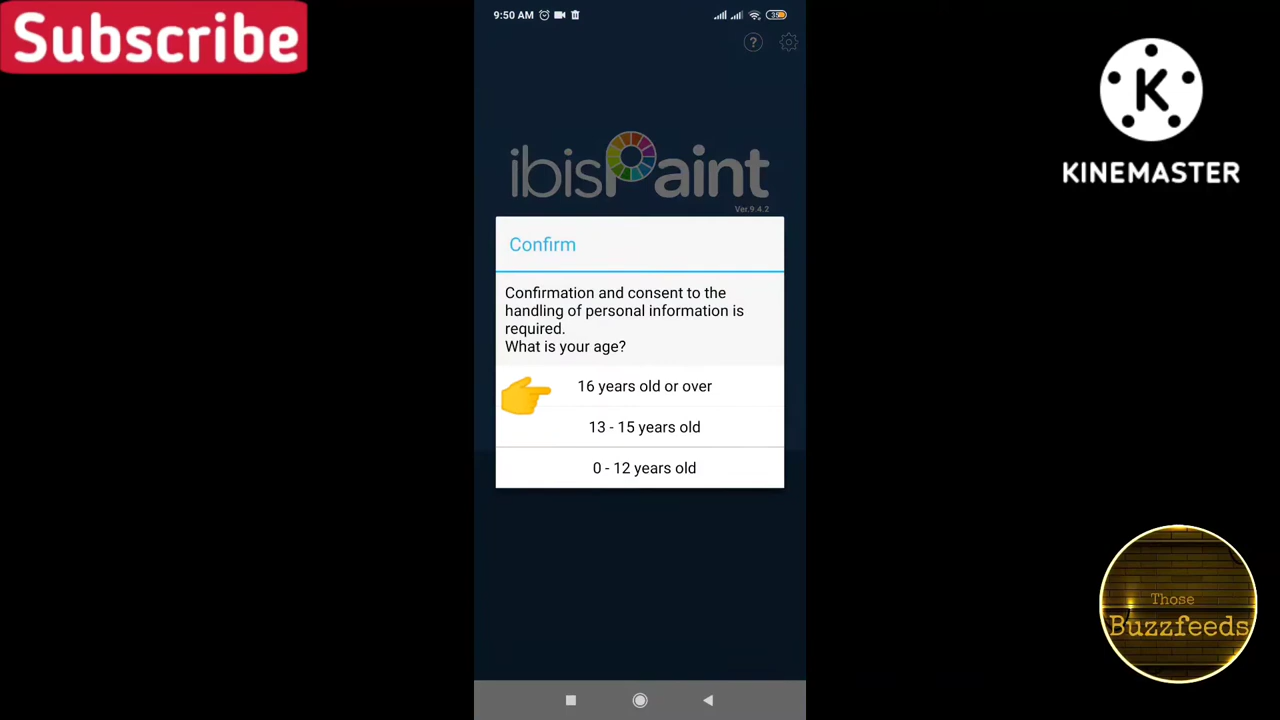 Subscribe
9:50 AM
35
?
ibisPaint
Ver.9.4.2
K
KINEMASTER
Confirm
Confirmation and consent to the
handling of personal information is
required.
What is your age?
16 years old or over
13 - 15 years old
0 - 12 years old
Those
Buzzfeeds